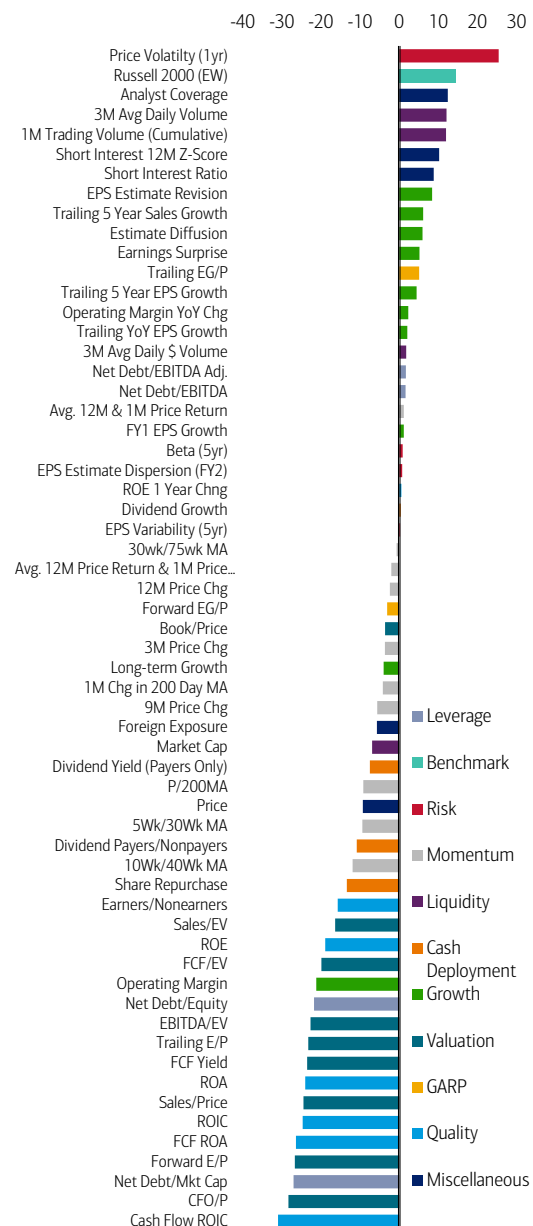 -40 -30 -20 -10 0 10 20 30
Price Volatilty (1yr)
Russell 2000 (EW)
Analyst Coverage
3M Avg Daily Volume
1M Trading Volume (Cumulative)
Short Interest 12M Z-Score
Short Interest Ratio
EPS Estimate Revision
Trailing 5 Year Sales Growth
Estimate Diffusion
Earnings Surprise
Trailing EG/P
Trailing 5 Year EPS Growth
Operating Margin YoY Chg
Trailing YoY EPS Growth
3M Avg Daily $ Volume
Net Debt/EBITDA Adj.
Net Debt/EBITDA
Avg. 12M & 1M Price Return
FY1 EPS Growth
Beta (5yr)
EPS Estimate Dispersion (FY2)
ROE 1 Year Chng
Dividend Growth
EPS Variability (5yr)
30wk/75wk MA
Avg. 12M Price Return & 1M Price...
12M Price Chg
Forward EG/P
Book/Price
3M Price Chg
Long-term Growth
1M Chg in 200 Day MA
9M Price Chg
Foreign Exposure
Market Cap
Dividend Yield (Payers Only)
P/200MA
Price
5Wk/30Wk MA
Dividend Payers/Nonpayers
10Wk/40Wk MA
Share Repurchase
Earners/Nonearners
Sales/EV
ROE
FCF/EV
Operating Margin
Net Debt/Equity
EBITDA/EV
Trailing E/P
FCF Yield
ROA
Sales/Price
ROIC
FCF ROA
Forward E/P
Net Debt/Mkt Cap
CFO/P
Cash Flow ROIC
Leverage
Benchmark
Risk
Momentum
Liquidity
Cash
Deployment
Growth
Valuation
GARP
Quality
Miscellaneous